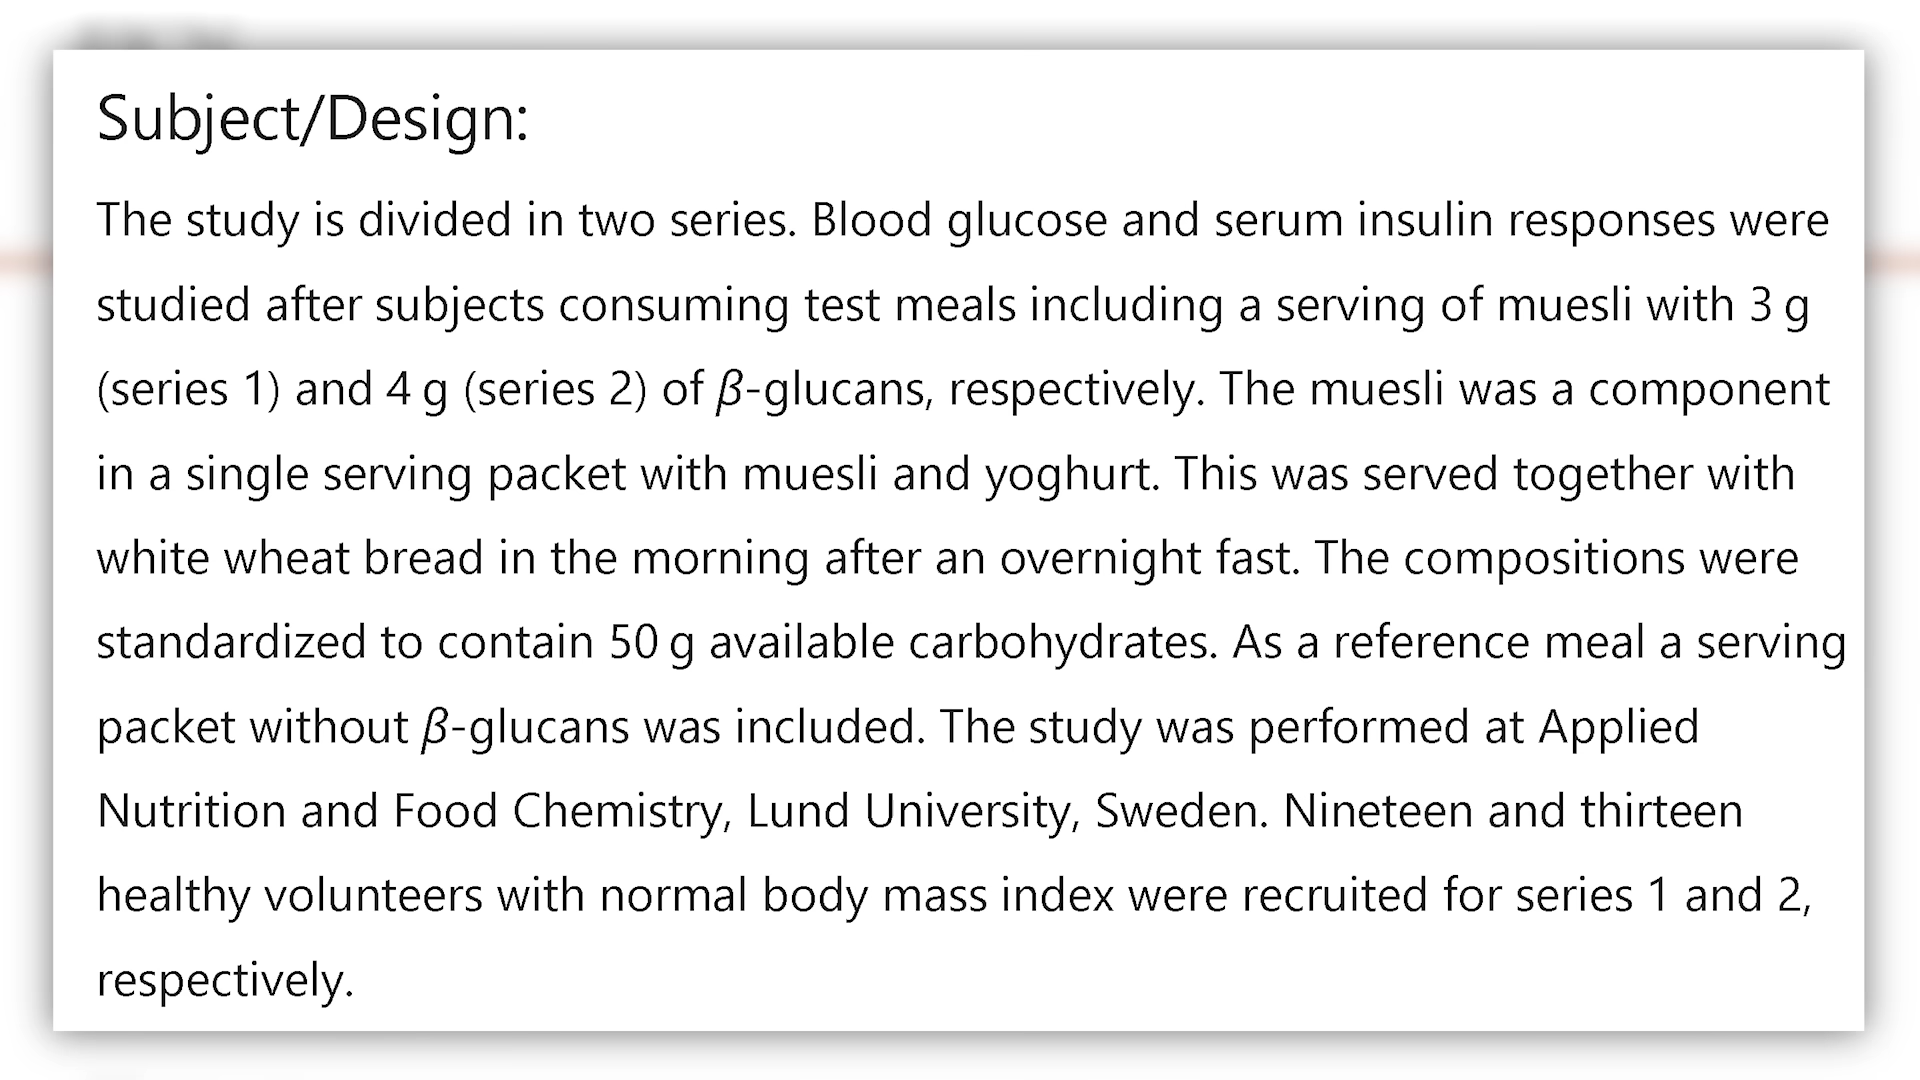 Subject/Design:
The study is divided in two series. Blood glucose and serum insulin responses were
studied after subjects consuming test meals including a serving of muesli with 3 g
(series 1) and 4 g (series 2) of β-glucans, respectively. The muesli was a component
in a single serving packet with muesli and yoghurt. This was served together with
white wheat bread in the morning after an overnight fast. The compositions were
standardized to contain 50 g available carbohydrates. As a reference meal a serving
packet without β-glucans was included. The study was performed at Applied
Nutrition and Food Chemistry, Lund University, Sweden. Nineteen and thirteen
healthy volunteers with normal body mass index were recruited for series 1 and 2,
respectively.